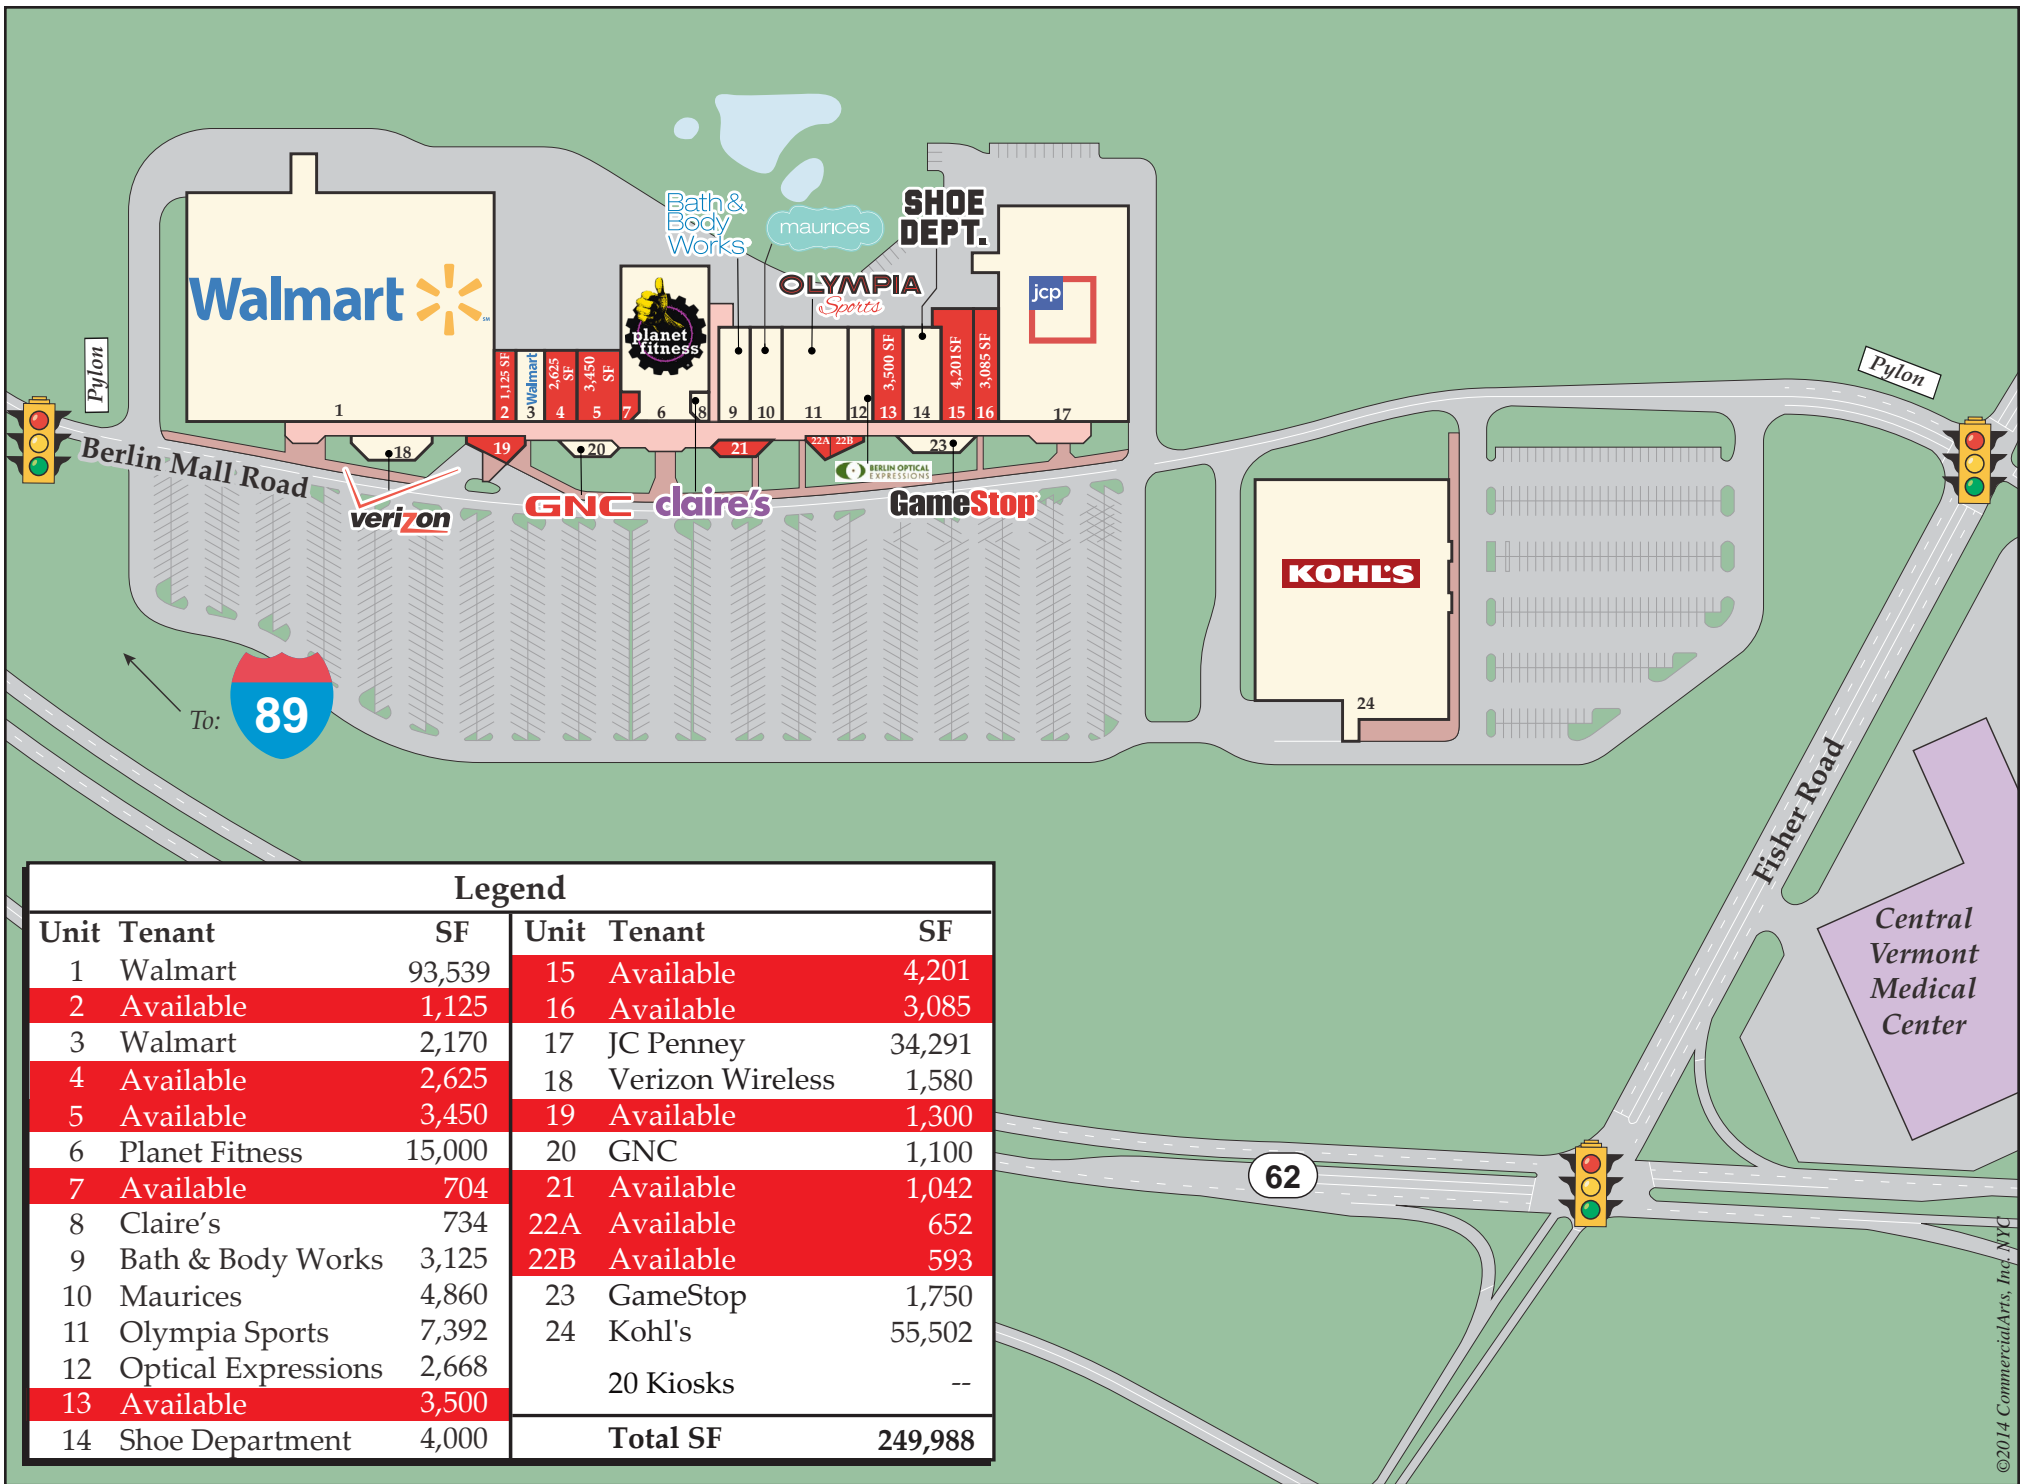 Bath &
Body
Works
maurices
SHOE
DEPT.
OLYMPIA
Sports
Walmart
jcp
planet
fitness
Pylon
Pylon
1,125 SF
Walmart
2,625
SF
3,450
SF
3,500 SF
4,201SF
3,085 SF
1
2
3
4
5
7
6
8
9
10
11
12
13
14
15
16
17
18
19
20
21
22A
22B
23
BERLIN OPTICAL
EXPRESSIONS
Berlin Mall Road
verizon
GNC
claire's
GameStop
KOHL'S
24
To:
89
Fisher Road
Central
Vermont
Medical
Center
62
Legend
Unit Tenant SF
1 Walmart 93,539
2 Available 1,125
3 Walmart 2,170
4 Available 2,625
5 Available 3,450
6 Planet Fitness 15,000
7 Available 704
8 Claire's 734
9 Bath & Body Works 3,125
10 Maurices 4,860
11 Olympia Sports 7,392
12 Optical Expressions 2,668
13 Available 3,500
14 Shoe Department 4,000
Unit Tenant SF
15 Available 4,201
16 Available 3,085
17 JC Penney 34,291
18 Verizon Wireless 1,580
19 Available 1,300
20 GNC 1,100
21 Available 1,042
22A Available 652
22B Available 593
23 GameStop 1,750
24 Kohl's 55,502
20 Kiosks --
Total SF 249,988
©2014 CommercialArts, Inc. NYC